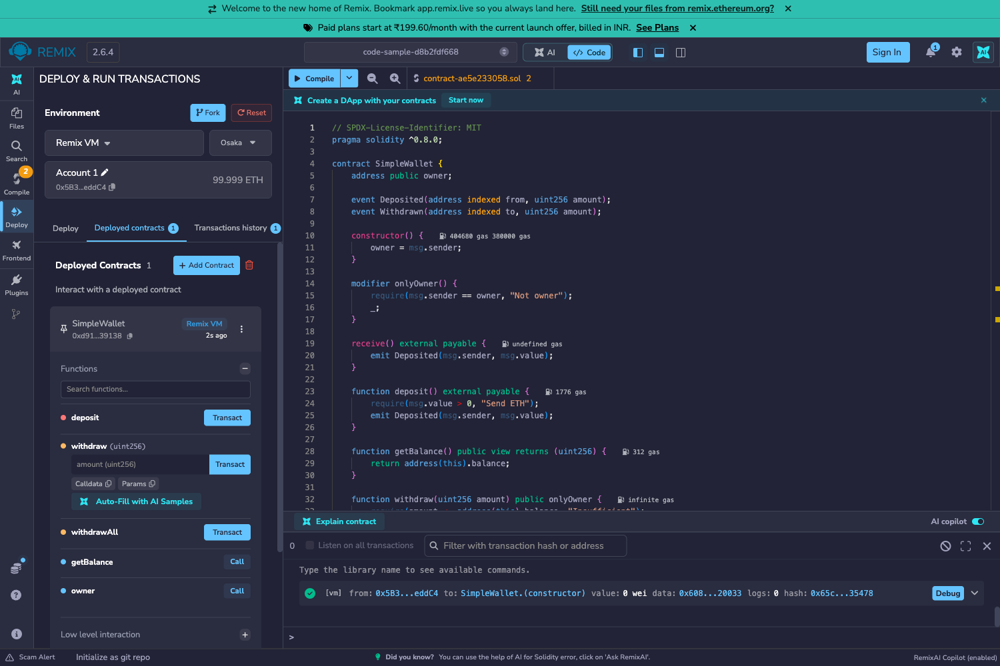 Welcome to the new home of Remix. Bookmark app.remix.live so you always land here. Still need your files from remix.ethereum.org?
Paid plans start at ₹199.60/month with the current launch offer, billed in INR. See Plans
REMIX 2.6.4
code-sample-d8b2fdf668
AI </> Code
Sign In 1 AI
AI
Files
Search
2
Compile
Deploy
Frontend
Plugins
DEPLOY & RUN TRANSACTIONS
Environment Fork Reset
Remix VM Osaka
Account 1
0x5B3...eddC4
99.999 ETH
Deploy Deployed contracts 1 Transactions history 1
Deployed Contracts 1 + Add Contract
Interact with a deployed contract
SimpleWallet Remix VM
0xd91...39138 2s ago
Functions
Search functions...
deposit Transact
withdraw (uint256)
amount (uint256) Transact
Calldata Params
Auto-Fill with AI Samples
withdrawAll Transact
getBalance Call
owner Call
Low level interaction
Compile contract-ae5e233058.sol 2
Create a DApp with your contracts Start now
1 // SPDX-License-Identifier: MIT
2 pragma solidity ^0.8.0;
3
4 contract SimpleWallet {
5 address public owner;
6
7 event Deposited(address indexed from, uint256 amount);
8 event Withdrawn(address indexed to, uint256 amount);
9
10 constructor() { 404680 gas 380000 gas
11 owner = msg.sender;
12 }
13
14 modifier onlyOwner() {
15 require(msg.sender == owner, "Not owner");
16 _;
17 }
18
19 receive() external payable { undefined gas
20 emit Deposited(msg.sender, msg.value);
21 }
22
23 function deposit() external payable { 1776 gas
24 require(msg.value > 0, "Send ETH");
25 emit Deposited(msg.sender, msg.value);
26 }
27
28 function getBalance() public view returns (uint256) { 312 gas
29 return address(this).balance;
30 }
31
32 function withdraw(uint256 amount) public onlyOwner { infinite gas
Explain contract AI copilot
0 Listen on all transactions Filter with transaction hash or address
Type the library name to see available commands.
[vm] from: 0x5B3...eddC4 to: SimpleWallet.(constructor) value: 0 wei data: 0x608...20033 logs: 0 hash: 0x65c...35478 Debug
>
Scam Alert Initialize as git repo Did you know? You can use the help of AI for Solidity error, click on 'Ask RemixAI'. RemixAI Copilot (enabled)